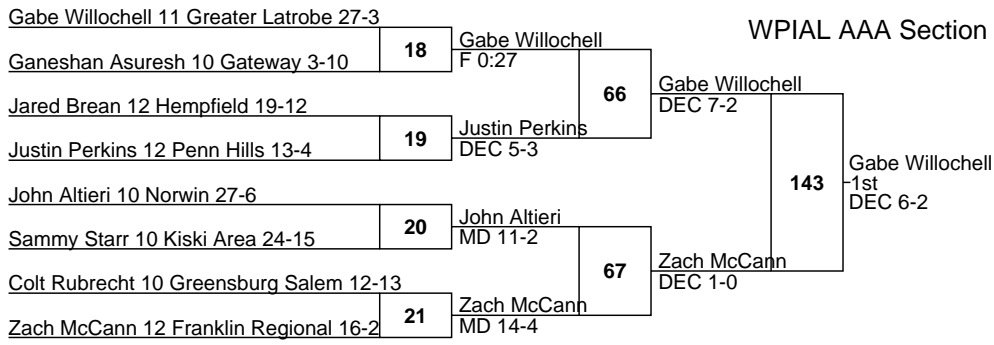 WPIAL AAA Section
Gabe Willochell 11 Greater Latrobe 27-3
18
Ganeshan Asuresh 10 Gateway 3-10
Gabe Willochell
F 0:27
Jared Brean 12 Hempfield 19-12
19
Justin Perkins 12 Penn Hills 13-4
Justin Perkins
DEC 5-3
66
Gabe Willochell
DEC 7-2
John Altieri 10 Norwin 27-6
20
Sammy Starr 10 Kiski Area 24-15
John Altieri
MD 11-2
Colt Rubrecht 10 Greensburg Salem 12-13
21
Zach McCann 12 Franklin Regional 16-2
Zach McCann
MD 14-4
67
Zach McCann
DEC 1-0
143
Gabe Willochell
1st
DEC 6-2